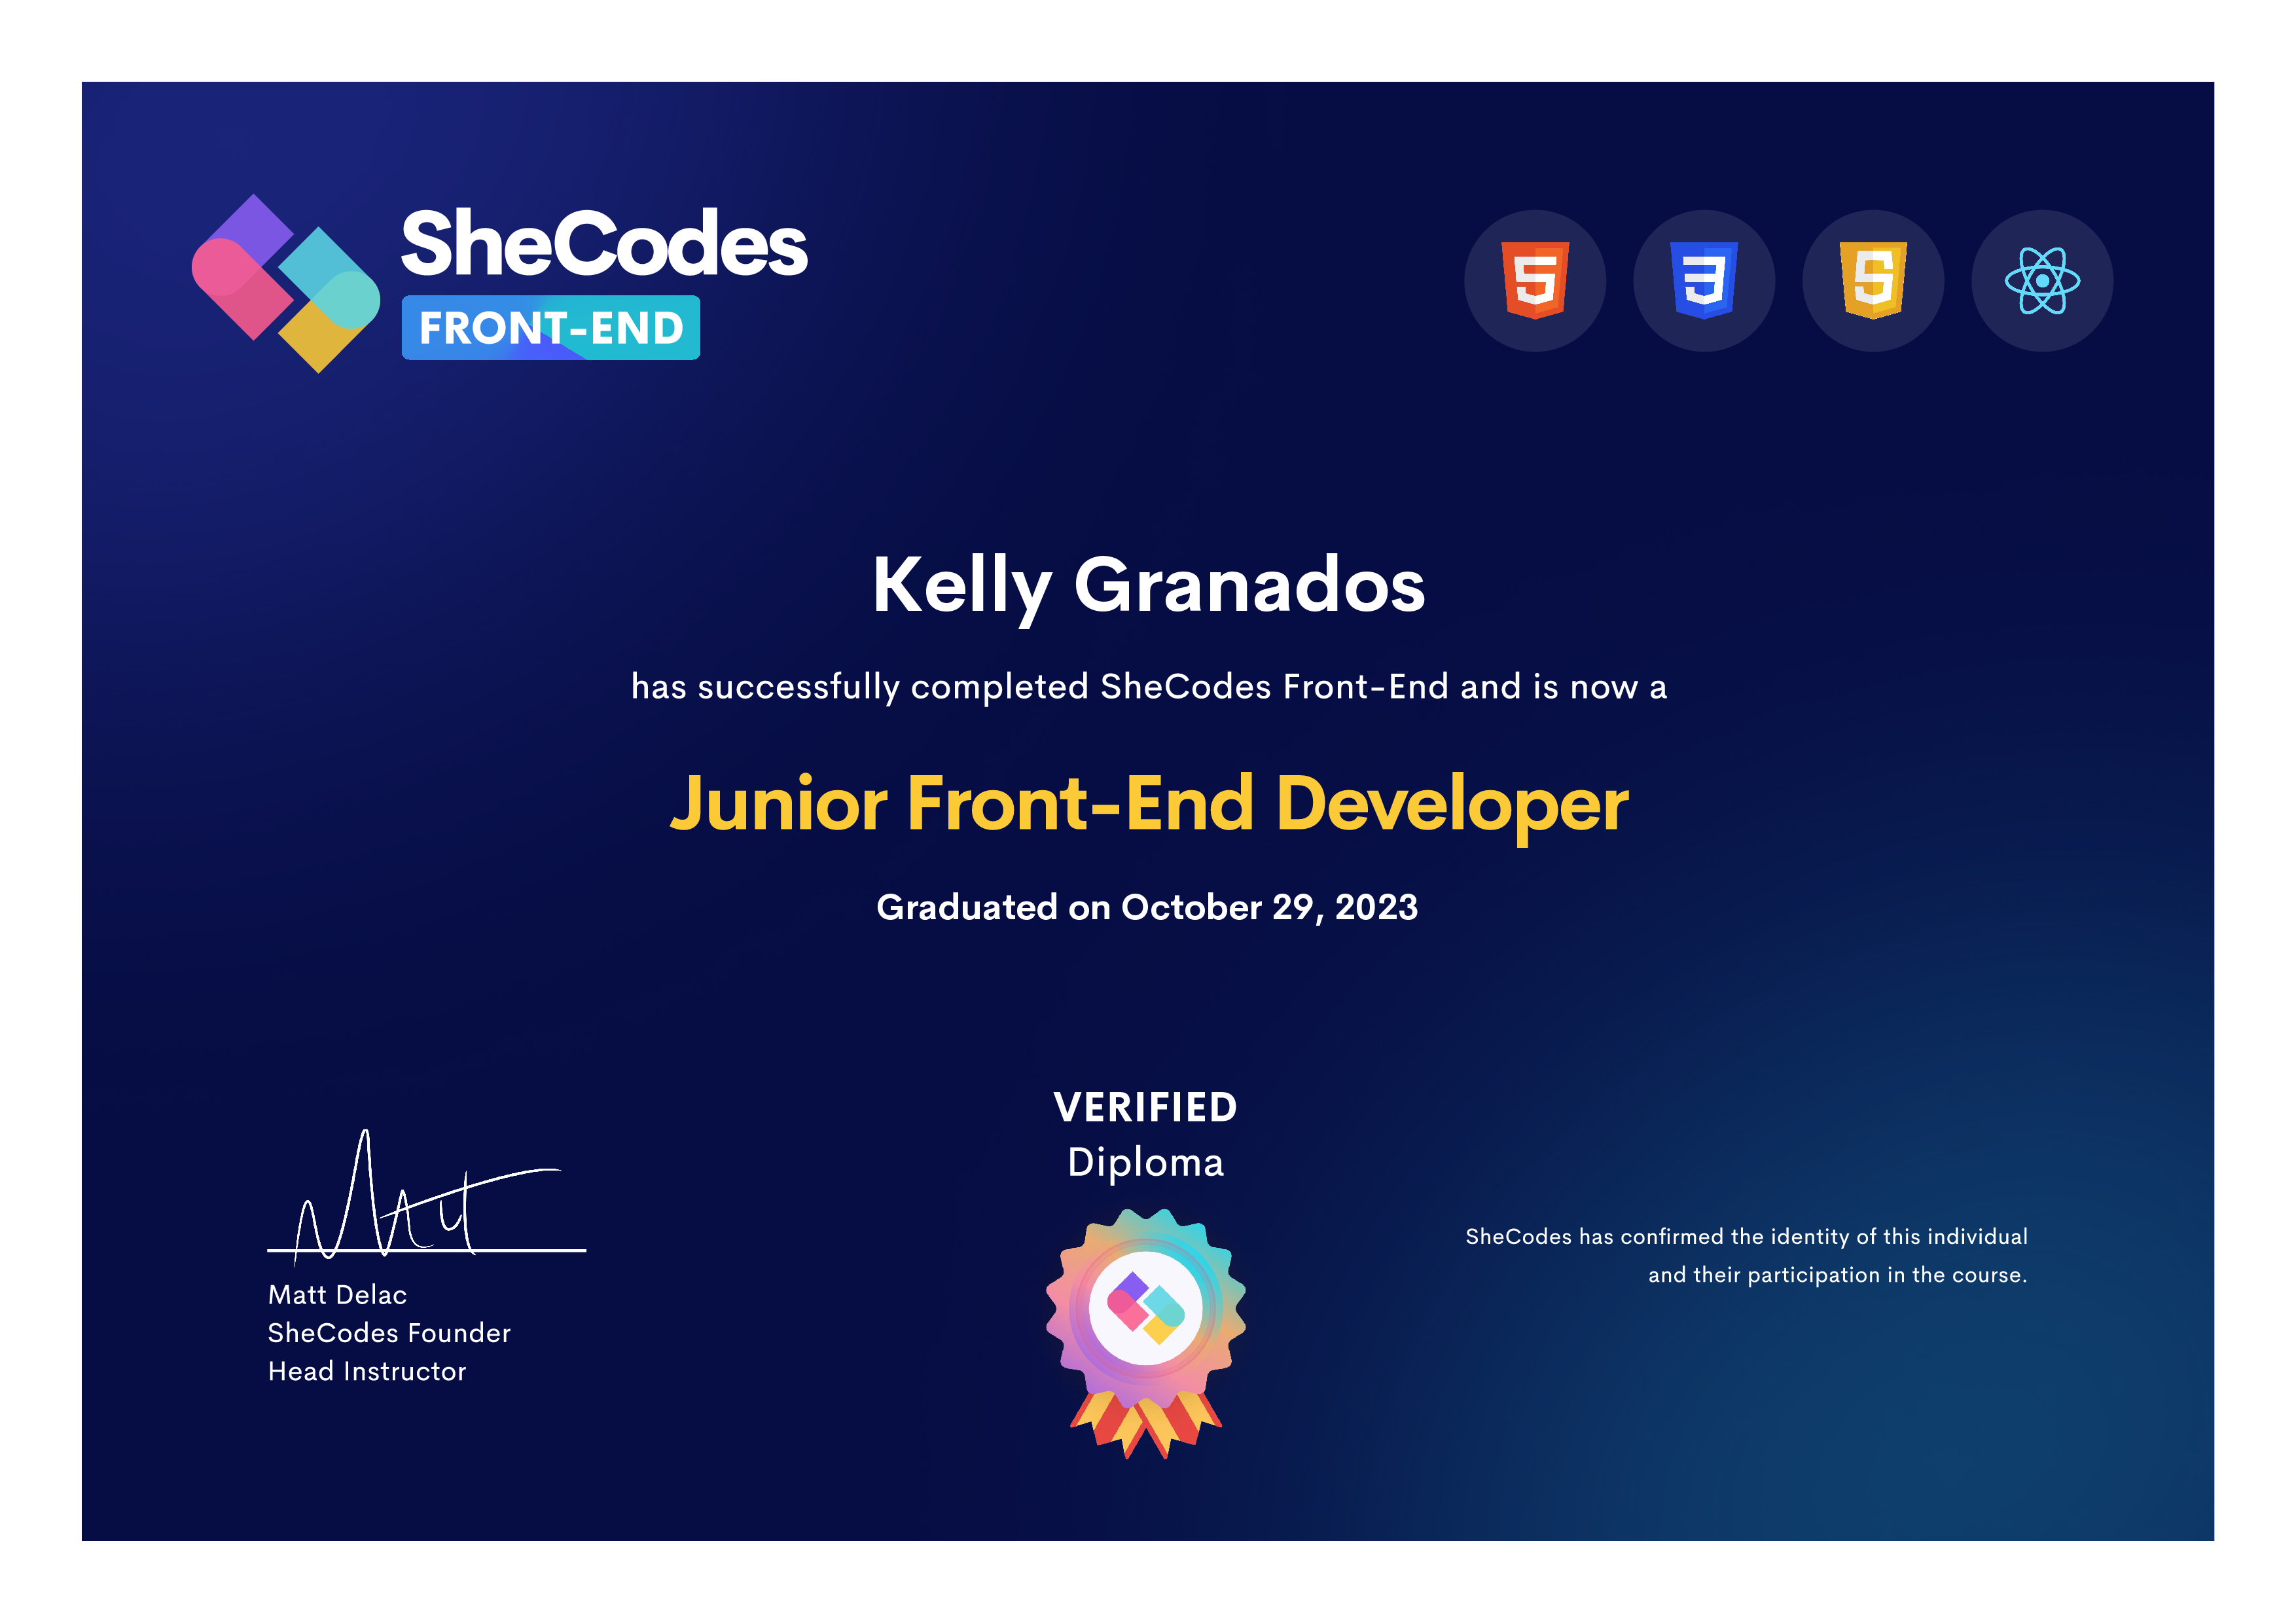 SheCodes
FRONT-END
Kelly Granados
has successfully completed SheCodes Front-End and is now a
Junior Front-End Developer
Graduated on October 29, 2023
VERIFIED
Diploma
Matt
Matt Delac
SheCodes Founder
Head Instructor
SheCodes has confirmed the identity of this individual
and their participation in the course.